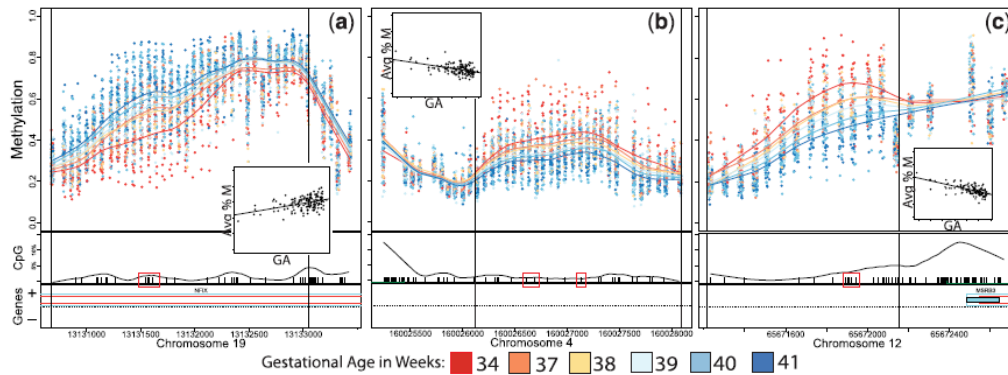 (a)
(b)
(c)
Methylation
1.0
0.8
0.6
0.4
0.2
0.0
Avg % M
GA
Avg % M
GA
Avg % M
GA
CpG
Genes
+
−
NFIX
MSRB3
13131000 13131500 13132000 13132500 13133000
160025500 160026000 160026500 160027000 160027500 160028000
65671600 65672000 65672400
Chromosome 19
Chromosome 4
Chromosome 12
Gestational Age in Weeks: 34 37 38 39 40 41